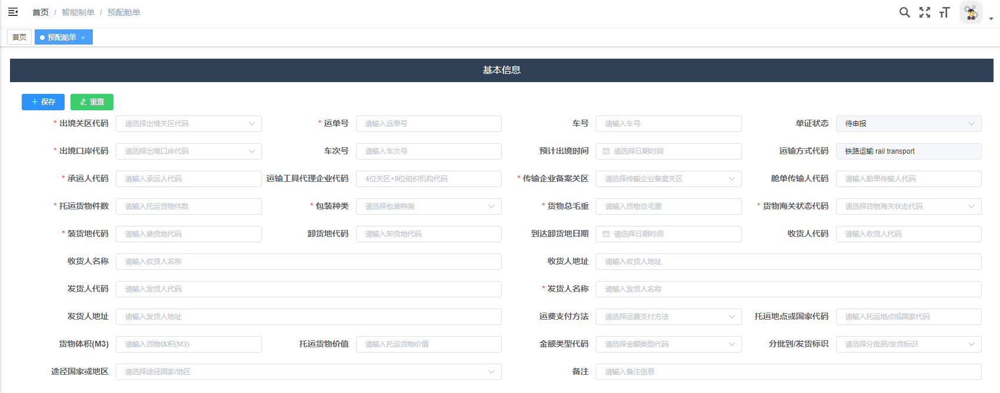 首页 / 智能制单 / 预配舱单
首页 预配舱单 ×
基本信息
保存 重置
* 出境关区代码 请选择出境关区代码 * 运单号 请输入运单号 车号 请输入车号 单证状态 待申报
* 出境口岸代码 请选择出境口岸代码 车次号 请输入车次号 预计出境时间 请选择日期时间 运输方式代码 铁路运输 rail transport
* 承运人代码 请输入承运人代码 运输工具代理企业代码 4位关区+9位组织机构代码 * 传输企业备案关区 请选择传输企业备案关区 舱单传输人代码 请输入舱单传输人代码
* 托运货物件数 请输入托运货物件数 * 包装种类 请选择包装种类 * 货物总毛重 请输入货物总毛重 * 货物海关状态代码 请选择货物海关状态代码
* 装货地代码 请输入装货地代码 卸货地代码 请输入卸货地代码 到达卸货地日期 请选择日期时间 收货人代码 请输入收货人代码
收货人名称 请输入收货人名称 收货人地址 请输入收货人地址
发货人代码 请输入发货人代码 * 发货人名称 请输入发货人名称
发货人地址 请输入发货人地址 运费支付方法 请选择运费支付方法 托运地点或国家代码 请输入托运地点或国家代码
货物体积(M3) 请输入货物体积(M3) 托运货物价值 请输入托运货物价值 金额类型代码 请选择金额类型代码 分批到/发货标识 请选择分批到/发货标识
途径国家或地区 请选择途径国家/地区 备注 请输入备注信息